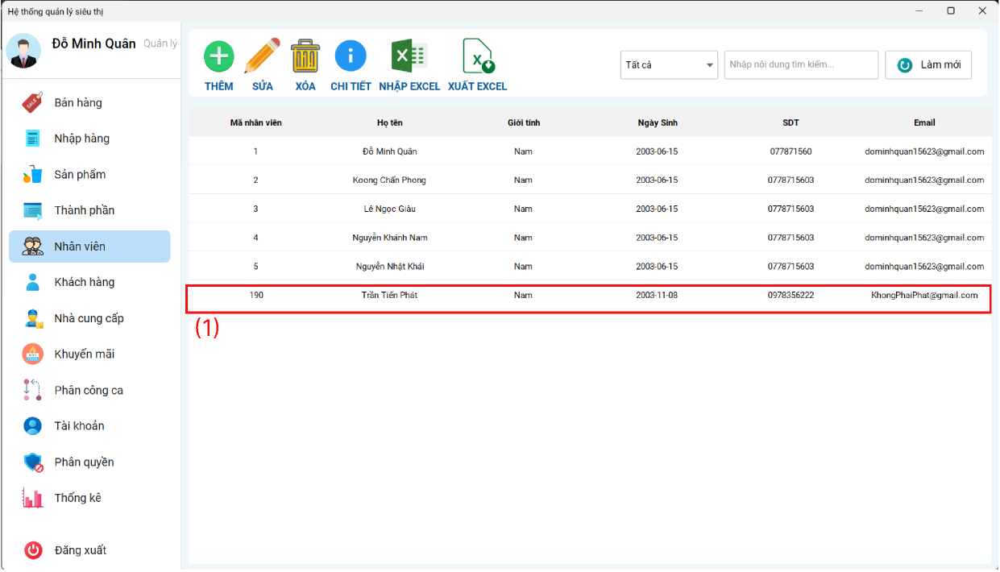 Hệ thống quản lý siêu thị
Đỗ Minh Quân Quản lý
Bán hàng
Nhập hàng
Sản phẩm
Thành phần
Nhân viên
Khách hàng
Nhà cung cấp
Khuyến mãi
Phân công ca
Tài khoản
Phân quyền
Thống kê
Đăng xuất
THÊM SỬA XÓA CHI TIẾT NHẬP EXCEL XUẤT EXCEL
Tất cả Nhập nội dung tìm kiếm... Làm mới
Mã nhân viên Họ tên Giới tính Ngày Sinh SDT Email
1 Đỗ Minh Quân Nam 2003-06-15 077871560 dominhquan15623@gmail.com
2 Koong Chấn Phong Nam 2003-06-15 0778715603 dominhquan15623@gmail.com
3 Lê Ngọc Giàu Nam 2003-06-15 0778715603 dominhquan15623@gmail.com
4 Nguyễn Khánh Nam Nam 2003-06-15 0778715603 dominhquan15623@gmail.com
5 Nguyễn Nhật Khải Nam 2003-06-15 0778715603 dominhquan15623@gmail.com
190 Trần Tiến Phát Nam 2003-11-08 0978356222 KhongPhaiPhat@gmail.com
(1)